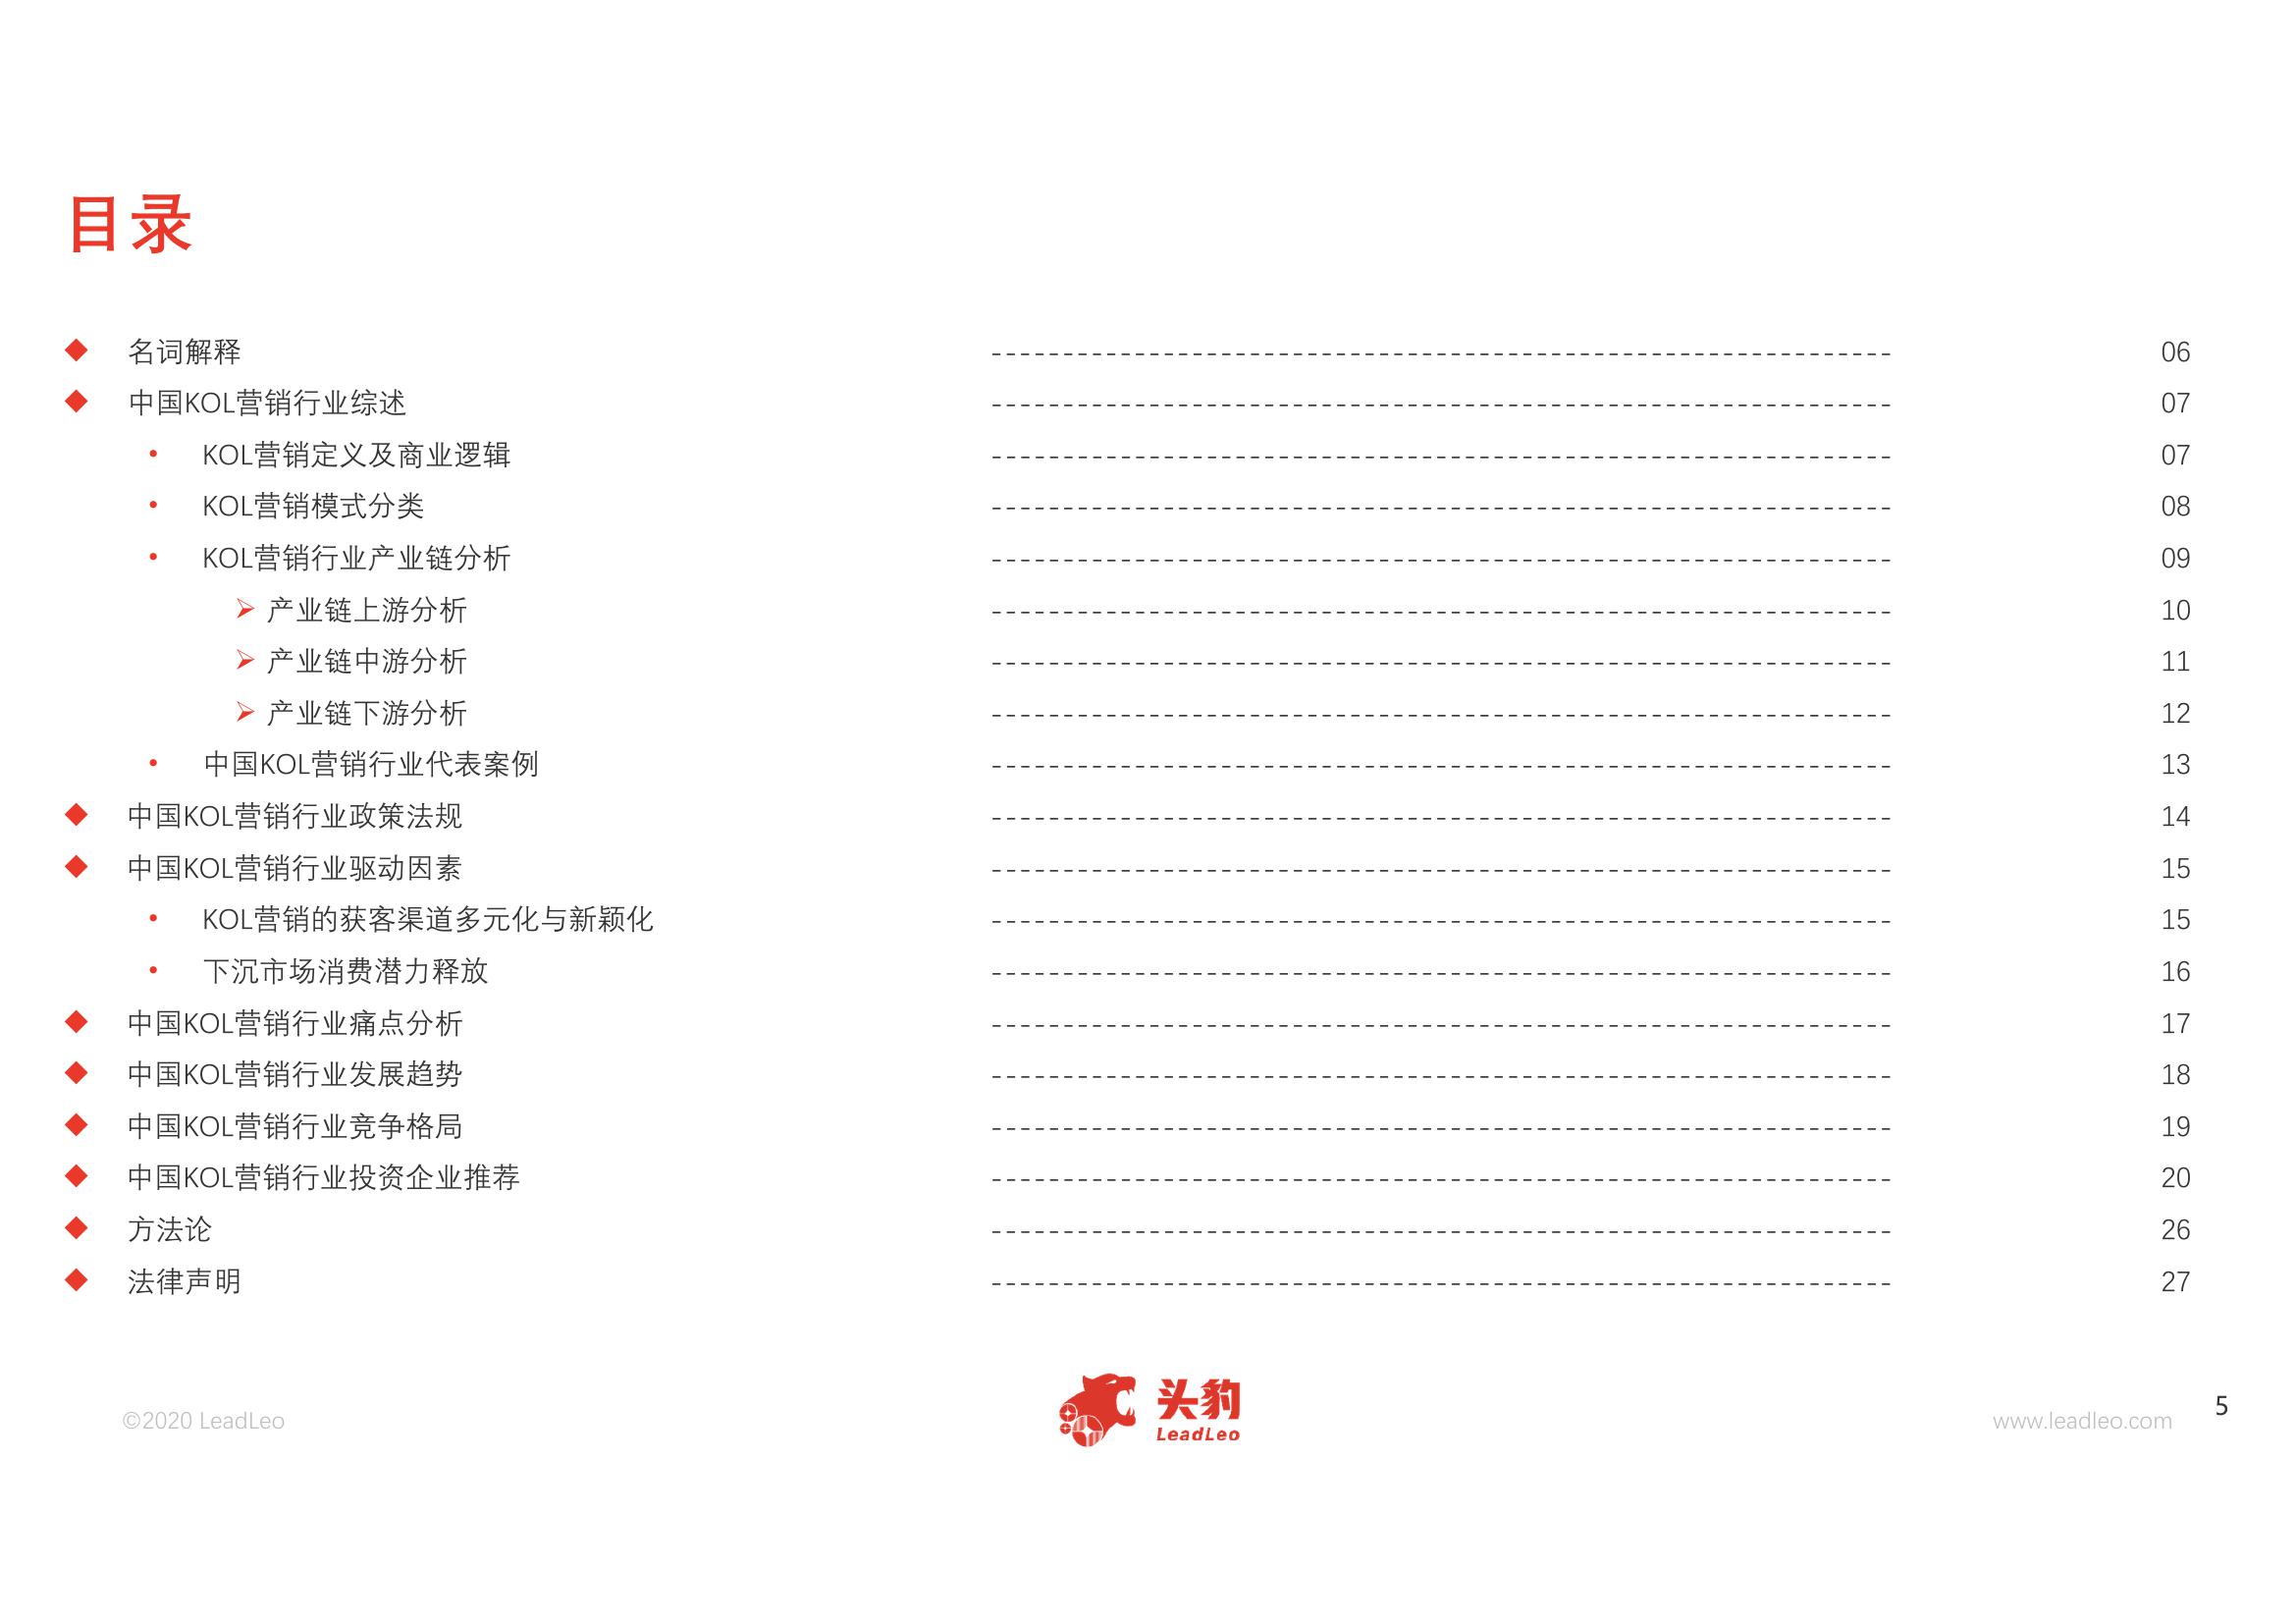 目录
名词解释 -------------------------------------------------------------- 06
中国KOL营销行业综述 -------------------------------------------------------------- 07
KOL营销定义及商业逻辑 -------------------------------------------------------------- 07
KOL营销模式分类 -------------------------------------------------------------- 08
KOL营销行业产业链分析 -------------------------------------------------------------- 09
产业链上游分析 -------------------------------------------------------------- 10
产业链中游分析 -------------------------------------------------------------- 11
产业链下游分析 -------------------------------------------------------------- 12
中国KOL营销行业代表案例 -------------------------------------------------------------- 13
中国KOL营销行业政策法规 -------------------------------------------------------------- 14
中国KOL营销行业驱动因素 -------------------------------------------------------------- 15
KOL营销的获客渠道多元化与新颖化 -------------------------------------------------------------- 15
下沉市场消费潜力释放 -------------------------------------------------------------- 16
中国KOL营销行业痛点分析 -------------------------------------------------------------- 17
中国KOL营销行业发展趋势 -------------------------------------------------------------- 18
中国KOL营销行业竞争格局 -------------------------------------------------------------- 19
中国KOL营销行业投资企业推荐 -------------------------------------------------------------- 20
方法论 -------------------------------------------------------------- 26
法律声明 -------------------------------------------------------------- 27
©2020 LeadLeo
头豹
LeadLeo
www.leadleo.com
5